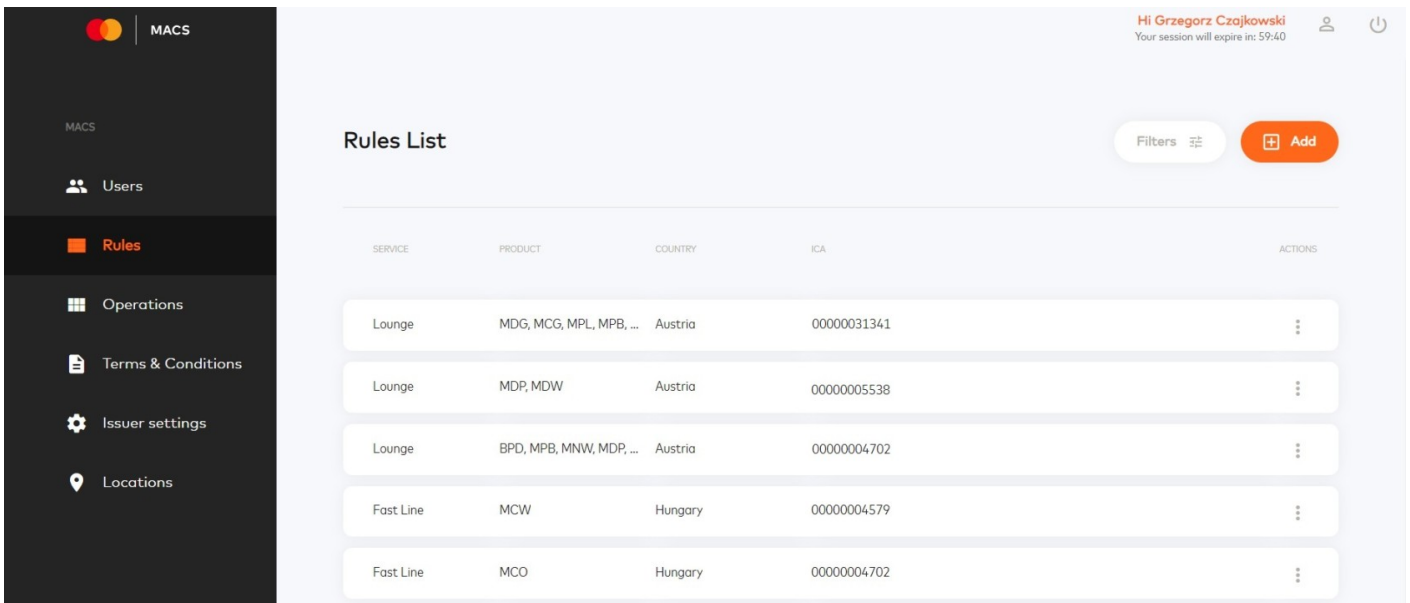 MACS
Hi Grzegorz Czajkowski
Your session will expire in: 59:40
MACS
Users
Rules
Operations
Terms & Conditions
Issuer settings
Locations
Rules List
Filters
Add
SERVICE PRODUCT COUNTRY ICA ACTIONS
Lounge MDG, MCG, MPL, MPB, ... Austria 00000031341
Lounge MDP, MDW Austria 00000005538
Lounge BPD, MPB, MNW, MDP, ... Austria 00000004702
Fast Line MCW Hungary 00000004579
Fast Line MCO Hungary 00000004702